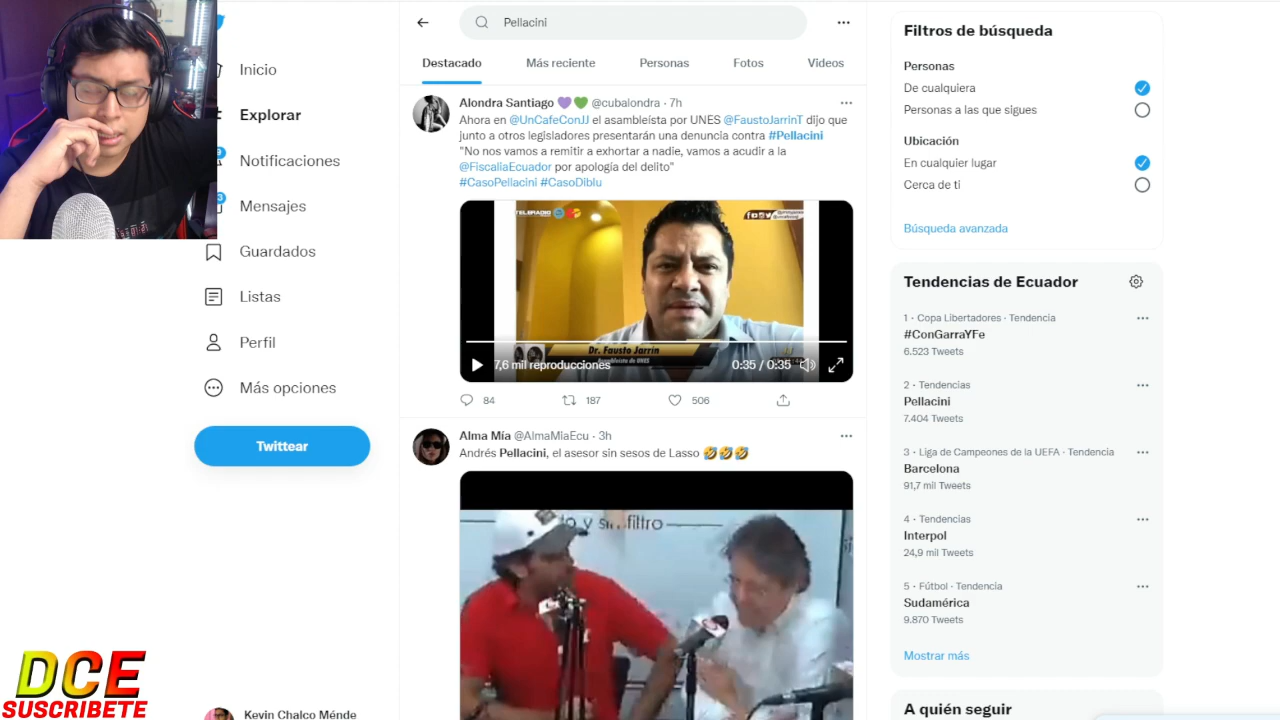 Inicio
Explorar
Notificaciones
Mensajes
Guardados
Listas
Perfil
Más opciones
Twittear
DCE
SUSCRIBETE
Kevin Chalco Ménde
Pellacini
Destacado
Más reciente
Personas
Fotos
Videos
Alondra Santiago 💜💚 @cubalondra · 7h
Ahora en @UnCafeConJJ el asambleísta por UNES @FaustoJarrinT dijo que
junto a otros legisladores presentarán una denuncia contra #Pellacini
"No nos vamos a remitir a exhortar a nadie, vamos a acudir a la
@FiscaliaEcuador por apología del delito"
#CasoPellacini #CasoDiblu
TELERADIO
Dr. Fausto Jarrín
Asambleísta de UNES
7,6 mil reproducciones
0:35 / 0:35
84
187
506
Alma Mía @AlmaMiaEcu · 3h
Andrés Pellacini, el asesor sin sesos de Lasso 🤣🤣🤣
y sin filtro
Filtros de búsqueda
Personas
De cualquiera
Personas a las que sigues
Ubicación
En cualquier lugar
Cerca de ti
Búsqueda avanzada
Tendencias de Ecuador
1 · Copa Libertadores · Tendencia
#ConGarraYFe
6.523 Tweets
2 · Tendencias
Pellacini
7.404 Tweets
3 · Liga de Campeones de la UEFA · Tendencia
Barcelona
91,7 mil Tweets
4 · Tendencias
Interpol
24,9 mil Tweets
5 · Fútbol · Tendencia
Sudamérica
9.870 Tweets
Mostrar más
A quién seguir